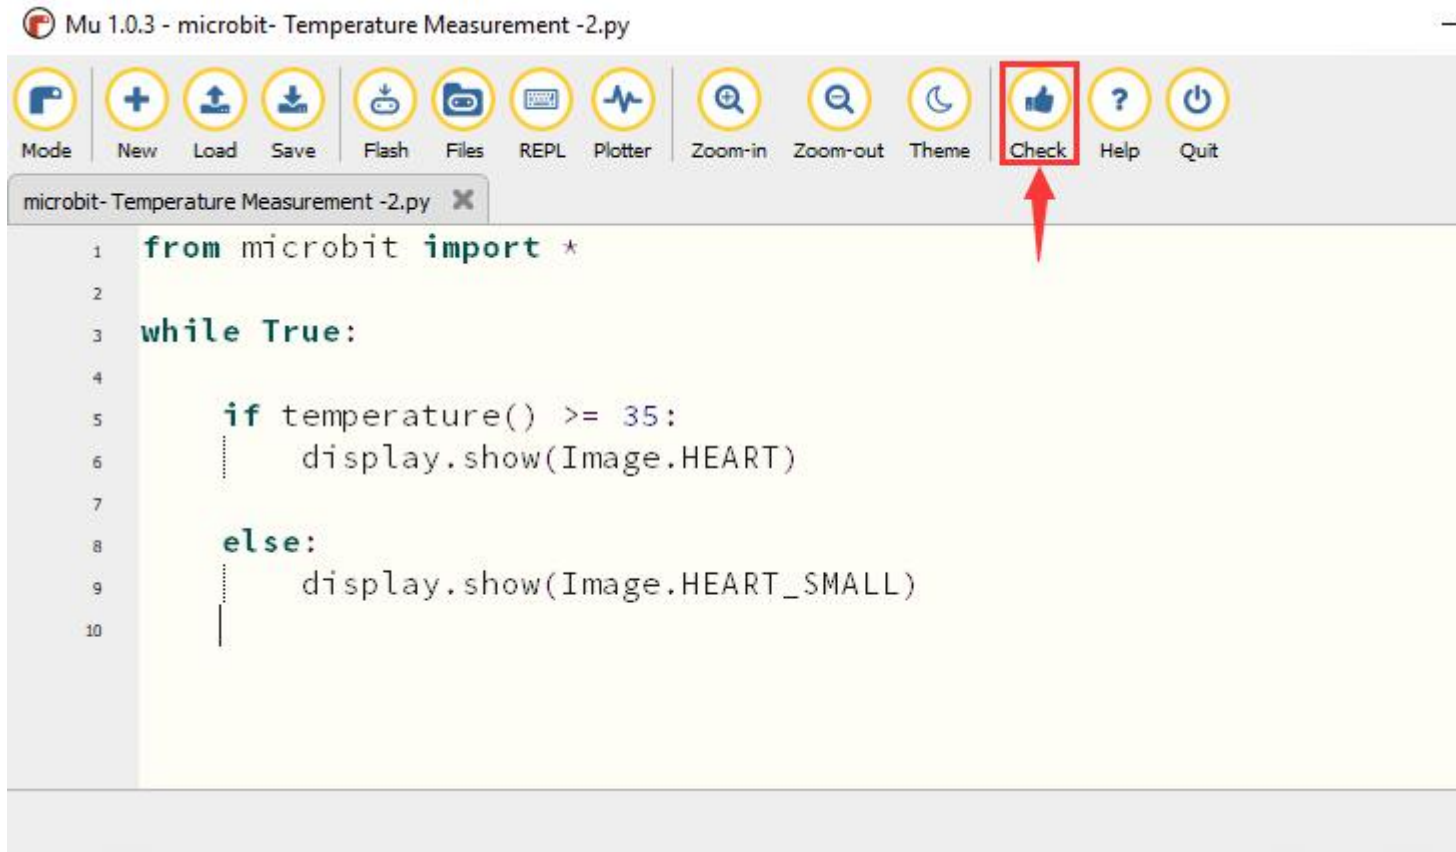 Mu 1.0.3 - microbit- Temperature Measurement -2.py
Mode New Load Save Flash Files REPL Plotter Zoom-in Zoom-out Theme Check Help Quit
microbit- Temperature Measurement -2.py
1 from microbit import *
2
3 while True:
4
5 if temperature() >= 35:
6 display.show(Image.HEART)
7
8 else:
9 display.show(Image.HEART_SMALL)
10